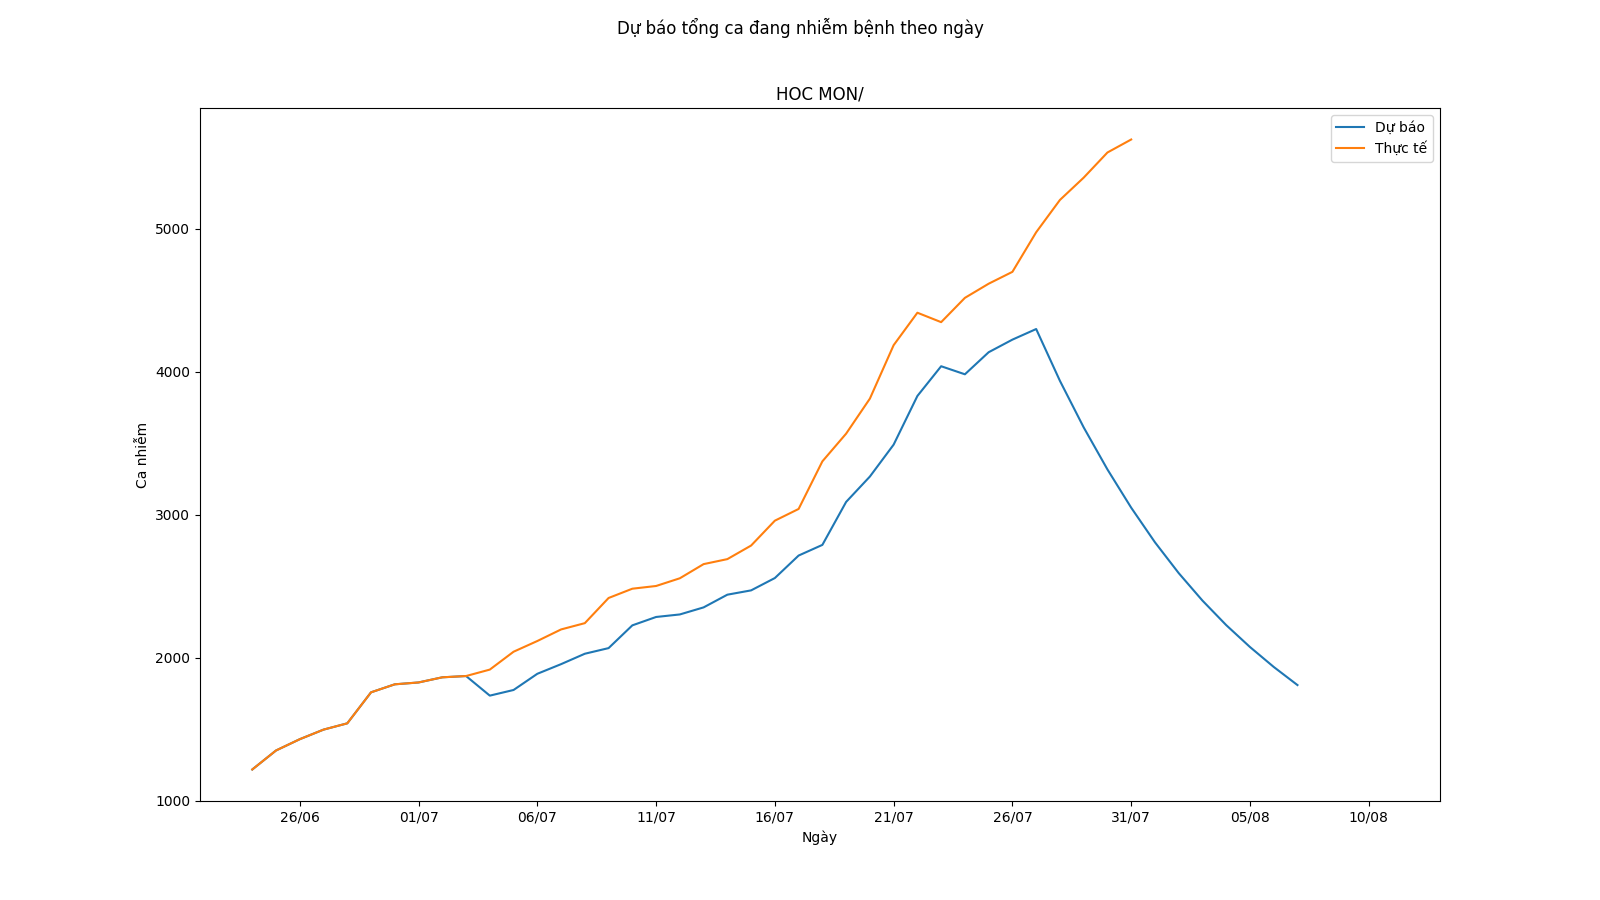 Dự báo tổng ca đang nhiễm bệnh theo ngày
HOC MON/
Dự báo
Thực tế
5000
4000
3000
2000
1000
Ca nhiễm
26/06 01/07 06/07 11/07 16/07 21/07 26/07 31/07 05/08 10/08
Ngày